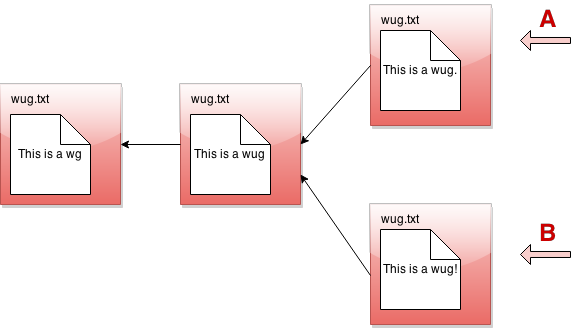 wug.txt
This is a wg
wug.txt
This is a wug
wug.txt
This is a wug.
A
wug.txt
This is a wug!
B